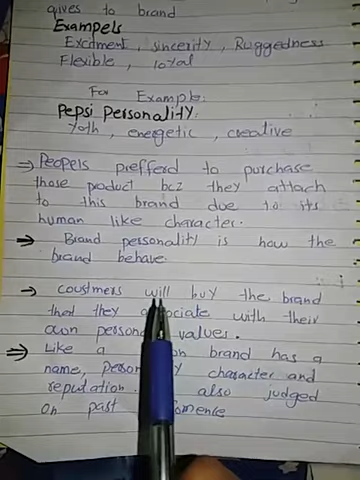 gives to brand
Exampels
Excitment, sincerity, Ruggedness
Flexible, loyal
For Example:
Pepsi Personality:
Yoth, energetic, creative
→ Peopels prefferd to purchase
those product bcz they attach
to this brand due to its
human like character.
→ Brand personality is how the
brand behave
→ coustmers will buy the brand
that they associate with their
own values.
→ Like a brand has a
name, character and
reputation. also judged
on past